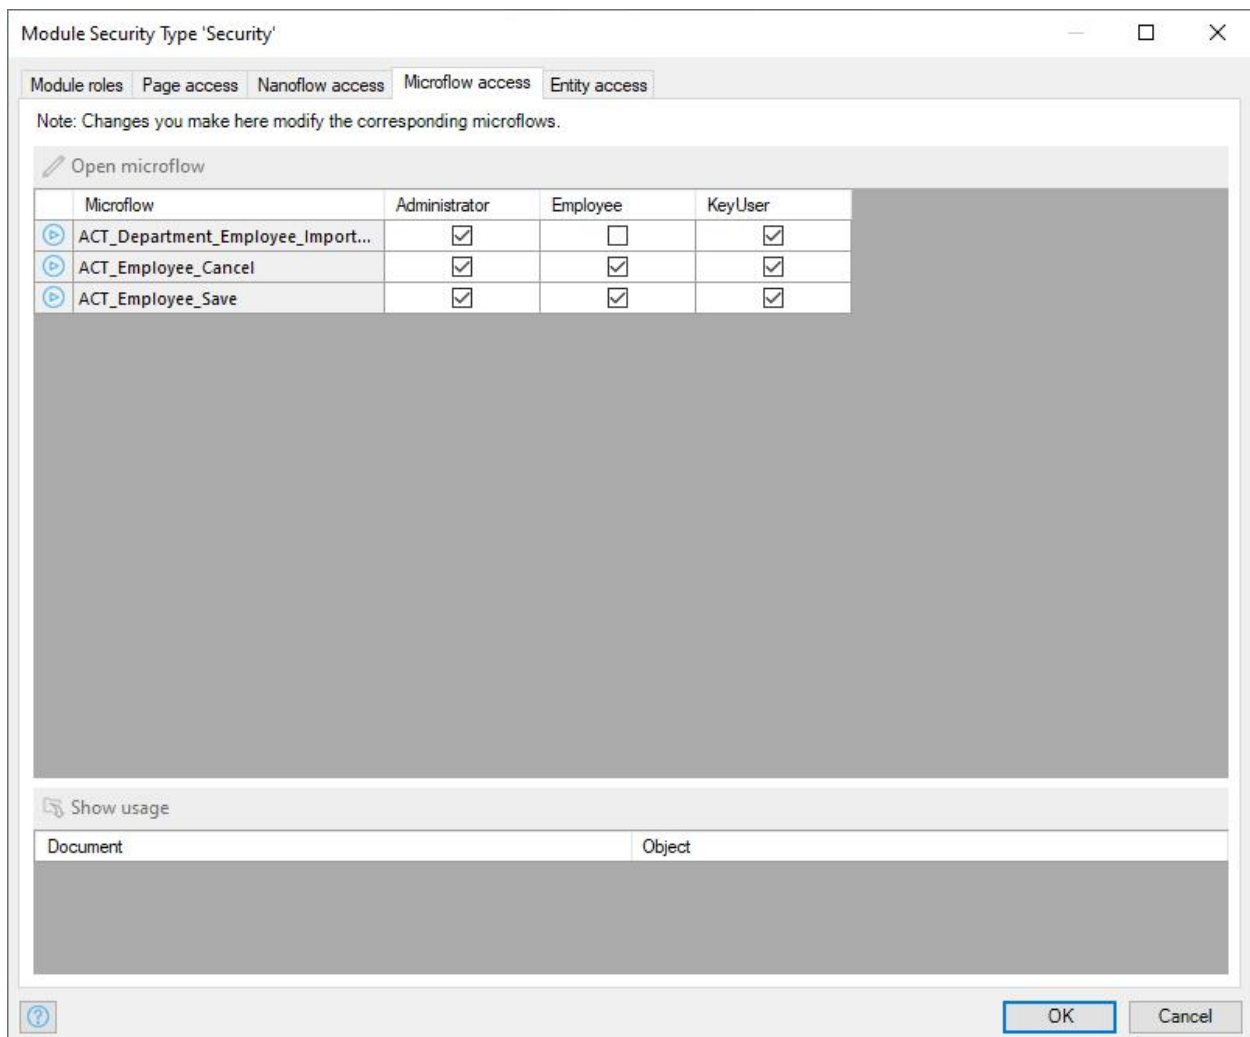 Module Security Type 'Security'
Module roles Page access Nanoflow access Microflow access Entity access
Note: Changes you make here modify the corresponding microflows.
Open microflow
Microflow Administrator Employee KeyUser
ACT_Department_Employee_Import...
ACT_Employee_Cancel
ACT_Employee_Save
Show usage
Document Object
? OK Cancel